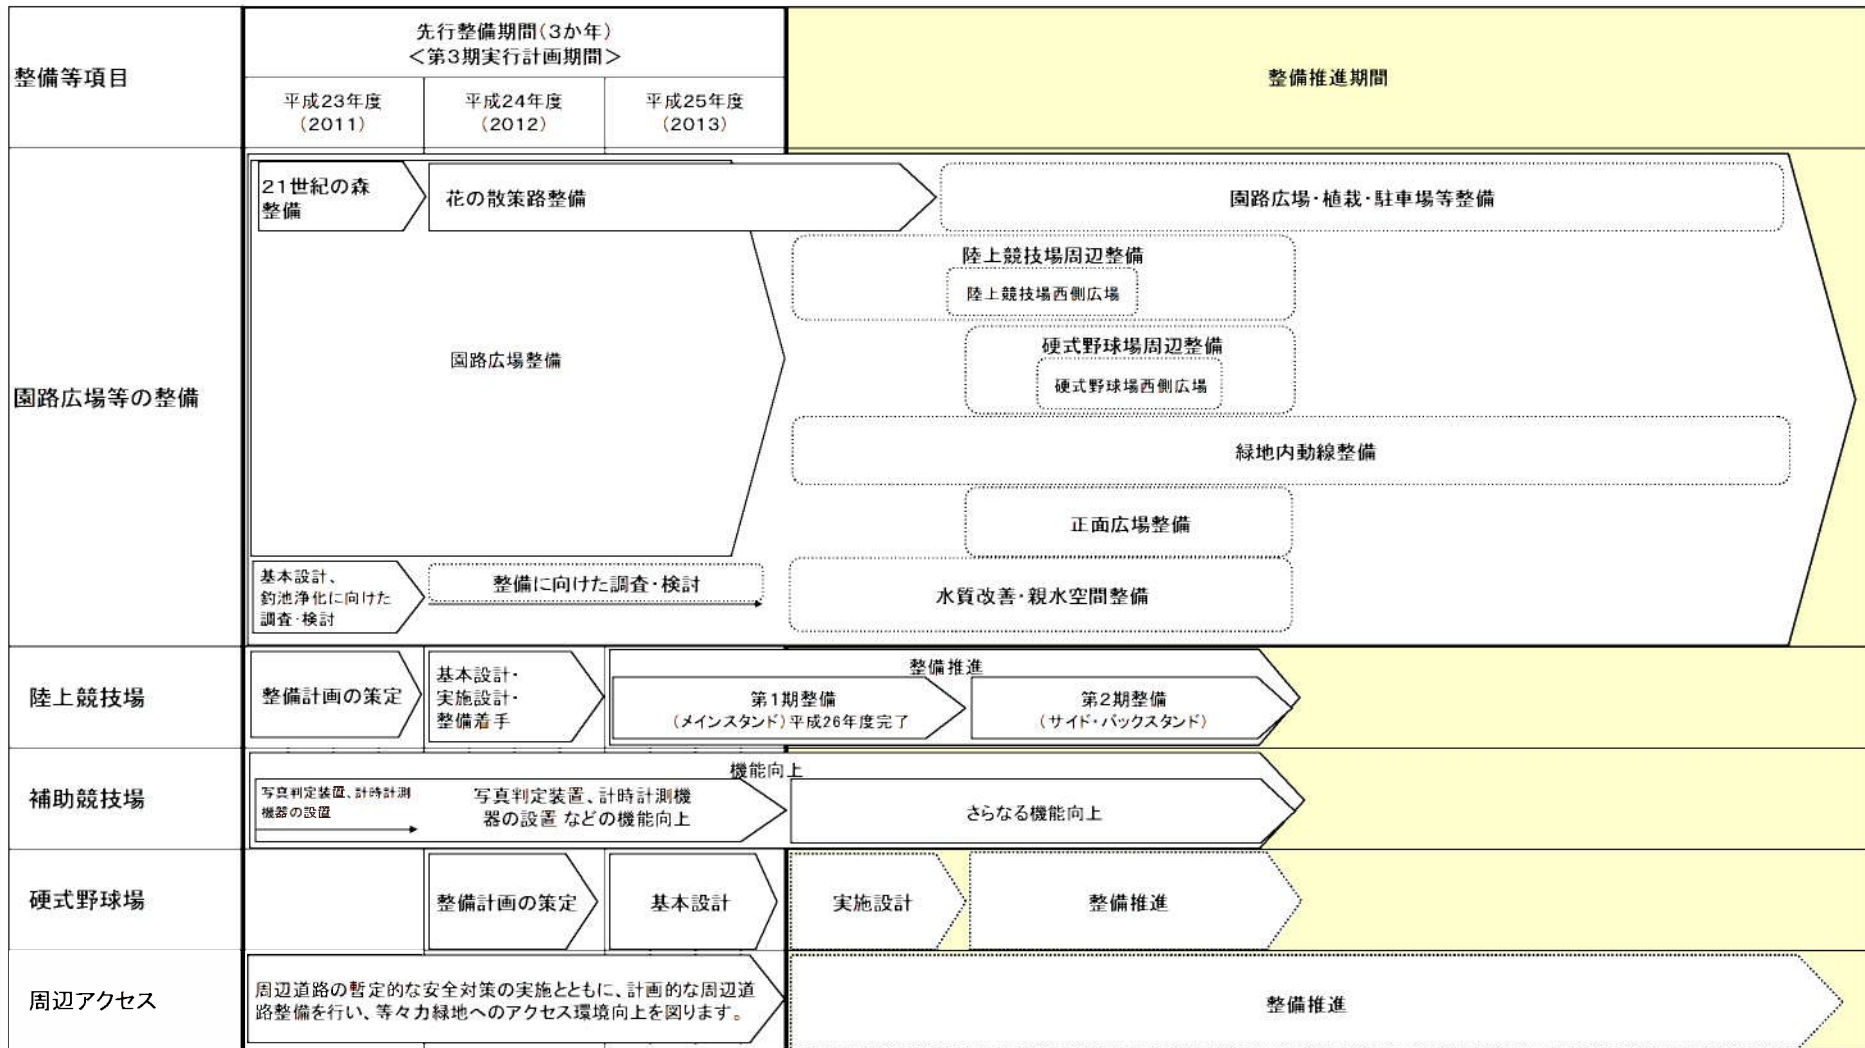 整備等項目
先行整備期間(3か年)
<第3期実行計画期間>
整備推進期間
平成23年度
(2011)
平成24年度
(2012)
平成25年度
(2013)
園路広場等の整備
21世紀の森
整備
花の散策路整備
園路広場・植栽・駐車場等整備
陸上競技場周辺整備
陸上競技場西側広場
硬式野球場周辺整備
硬式野球場西側広場
園路広場整備
緑地内動線整備
正面広場整備
基本設計、
釣池浄化に向けた
調査・検討
整備に向けた調査・検討
水質改善・親水空間整備
陸上競技場
整備計画の策定
基本設計・
実施設計・
整備着手
整備推進
第1期整備
(メインスタンド)平成26年度完了
第2期整備
(サイド・バックスタンド)
補助競技場
機能向上
写真判定装置、計時計測
機器の設置
写真判定装置、計時計測機
器の設置 などの機能向上
さらなる機能向上
硬式野球場
整備計画の策定
基本設計
実施設計
整備推進
周辺アクセス
周辺道路の暫定的な安全対策の実施とともに、計画的な周辺道
路整備を行い、等々力緑地へのアクセス環境向上を図ります。
整備推進